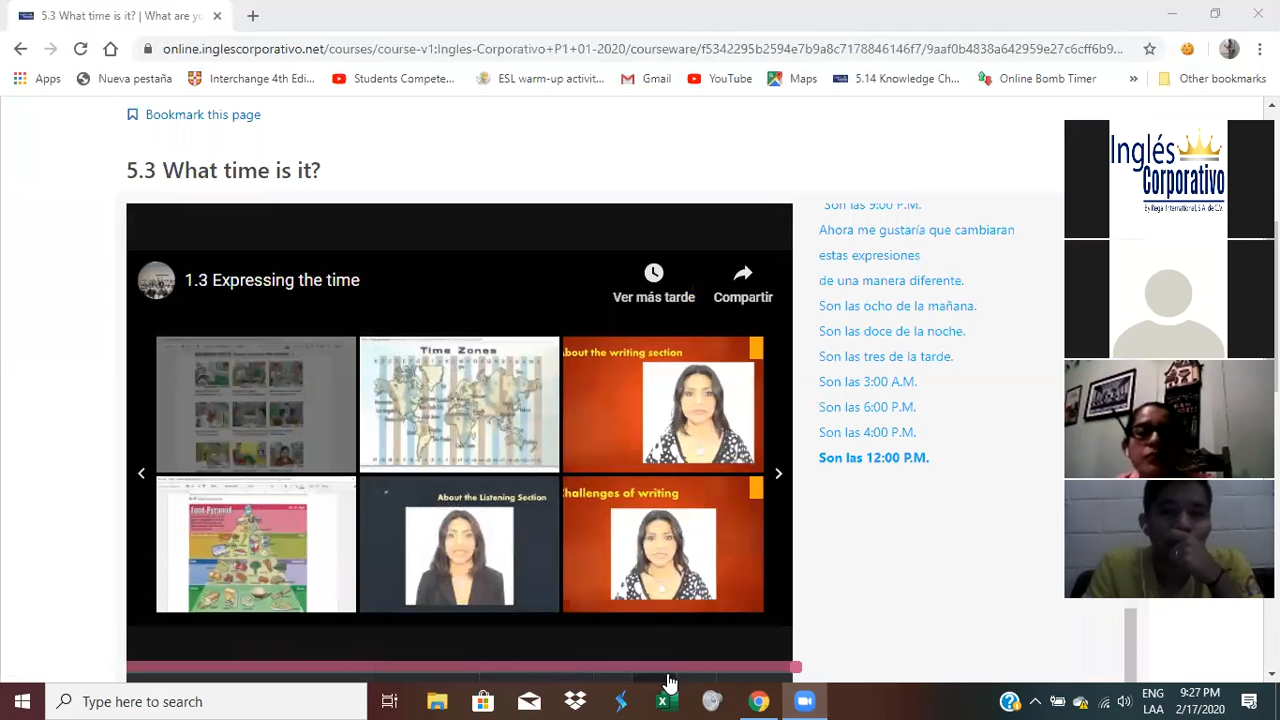 5.3 What time is it? | What are yo
online.inglescorporativo.net/courses/course-v1:Ingles-Corporativo+P1+01-2020/courseware/f5342295b2594e7b9a8c7178846146f7/9aaf0b4838a642959e27c6cff6b9...
Apps
Nueva pestaña
Interchange 4th Edi...
Students Compete...
ESL warm-up activit...
Gmail
YouTube
Maps
5.14 Knowledge Ch...
Online Bomb Timer
»
Other bookmarks
Bookmark this page
5.3 What time is it?
1.3 Expressing the time
Ver más tarde
Compartir
Time Zones
About the writing section
Food Pyramid
About the Listening Section
Challenges of writing
Son las 9:00 P.M.
Ahora me gustaría que cambiaran
estas expresiones
de una manera diferente.
Son las ocho de la mañana.
Son las doce de la noche.
Son las tres de la tarde.
Son las 3:00 A.M.
Son las 6:00 P.M.
Son las 4:00 P.M.
Son las 12:00 P.M.
Inglés
Corporativo
Type here to search
ENG
LAA
9:27 PM
2/17/2020